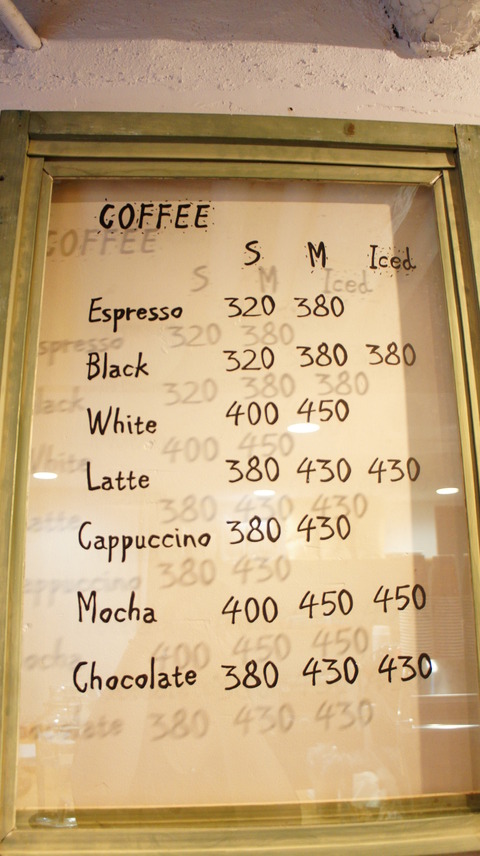 COFFEE
S M Iced
Espresso 320 380
Black 320 380 380
White 400 450
Latte 380 430 430
Cappuccino 380 430
Mocha 400 450 450
Chocolate 380 430 430